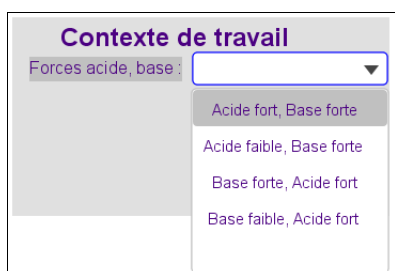 Contexte de travail
Forces acide, base :
Acide fort, Base forte
Acide faible, Base forte
Base forte, Acide fort
Base faible, Acide fort